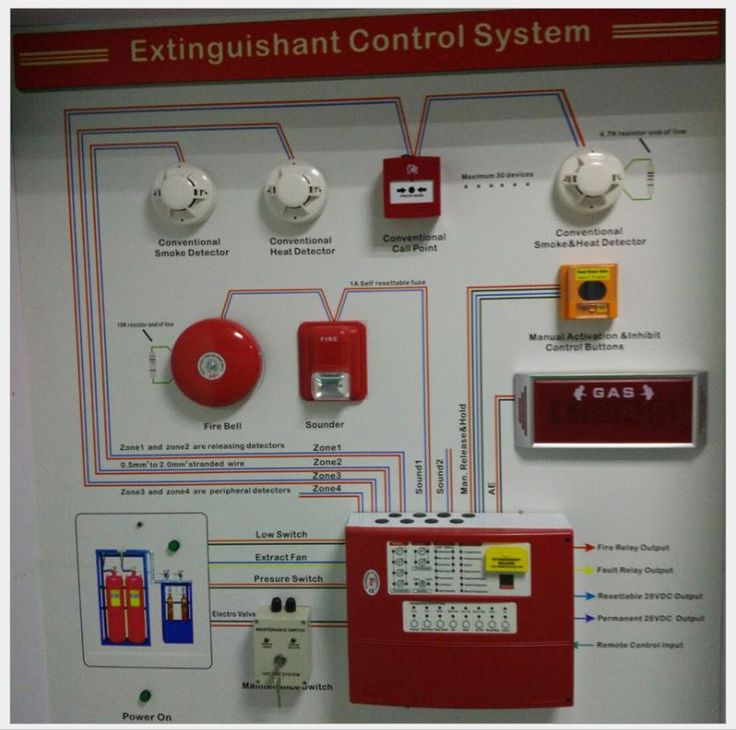 Extinguishant Control System
4.7K resistor end of line
Maximum 30 devices
Conventional
Smoke Detector
Conventional
Heat Detector
Conventional
Call Point
Conventional
Smoke&Heat Detector
1A Self resettable fuse
10K resistor end of line
Manual Activation &Inhibit
Control Buttons
FIRE
GAS
Fire Bell
Sounder
Zone1 and zone2 are releasing detectors
Zone1
0.5mm² to 2.0mm² stranded wire
Zone2
Zone3
Zone3 and zone4 are peripheral detectors
Zone4
Sound1
Sound2
Man. Release&Hold
AE
Low Switch
Extract Fan
Presure Switch
Electro Valve
MAINTENANCE SWITCH
Maintenance Switch
Power On
Fire Relay Output
Fault Relay Output
Resettable 28VDC Output
Permanent 28VDC Output
Remote Control Input